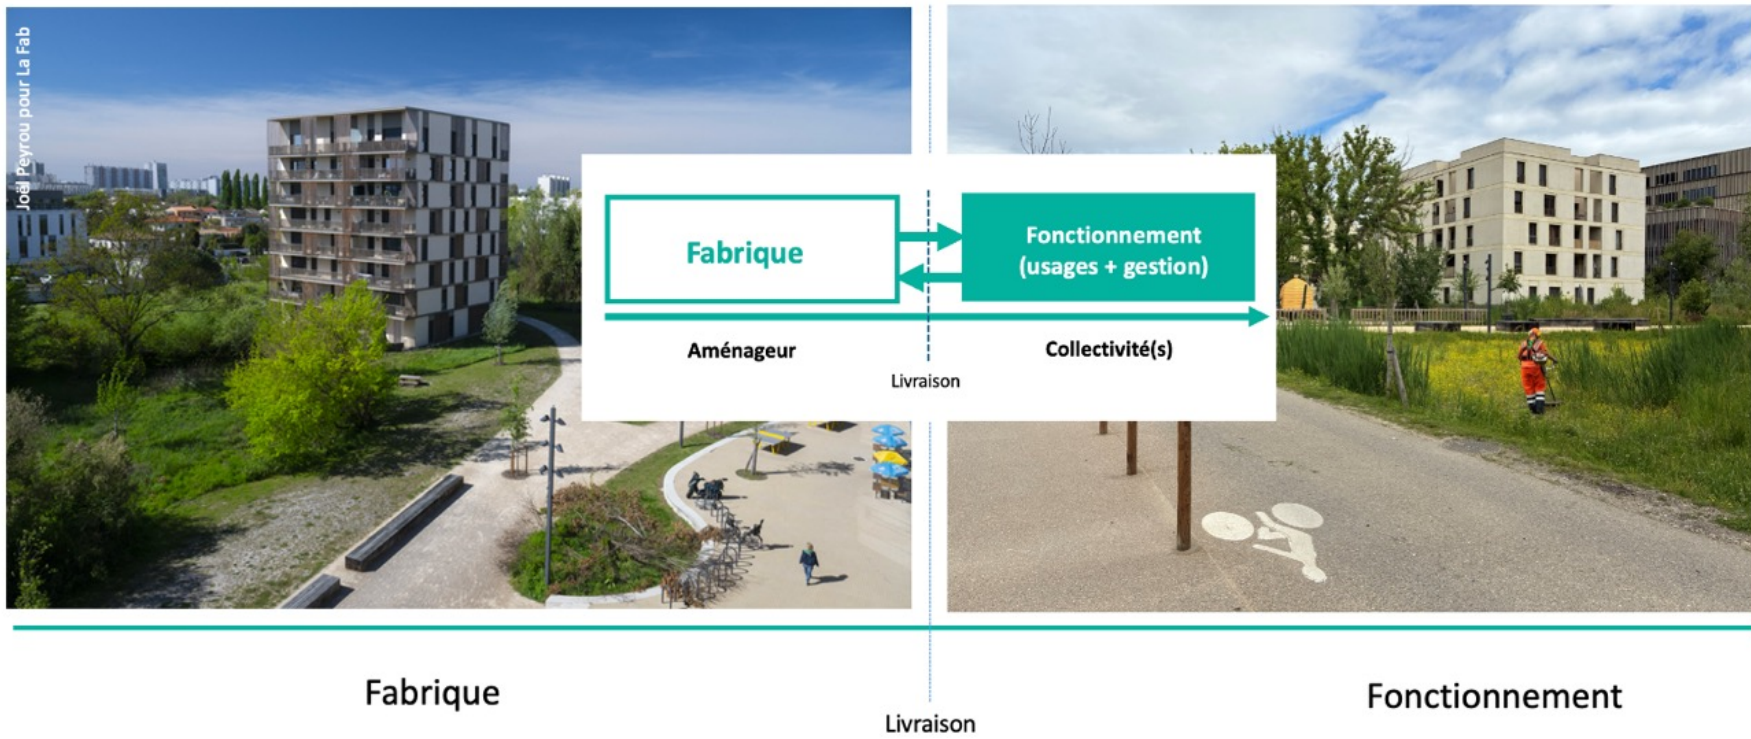 Joël Peyrou pour La Fab
Fabrique
Fonctionnement
(usages + gestion)
Aménageur
Collectivité(s)
Livraison
Fabrique
Fonctionnement
Livraison